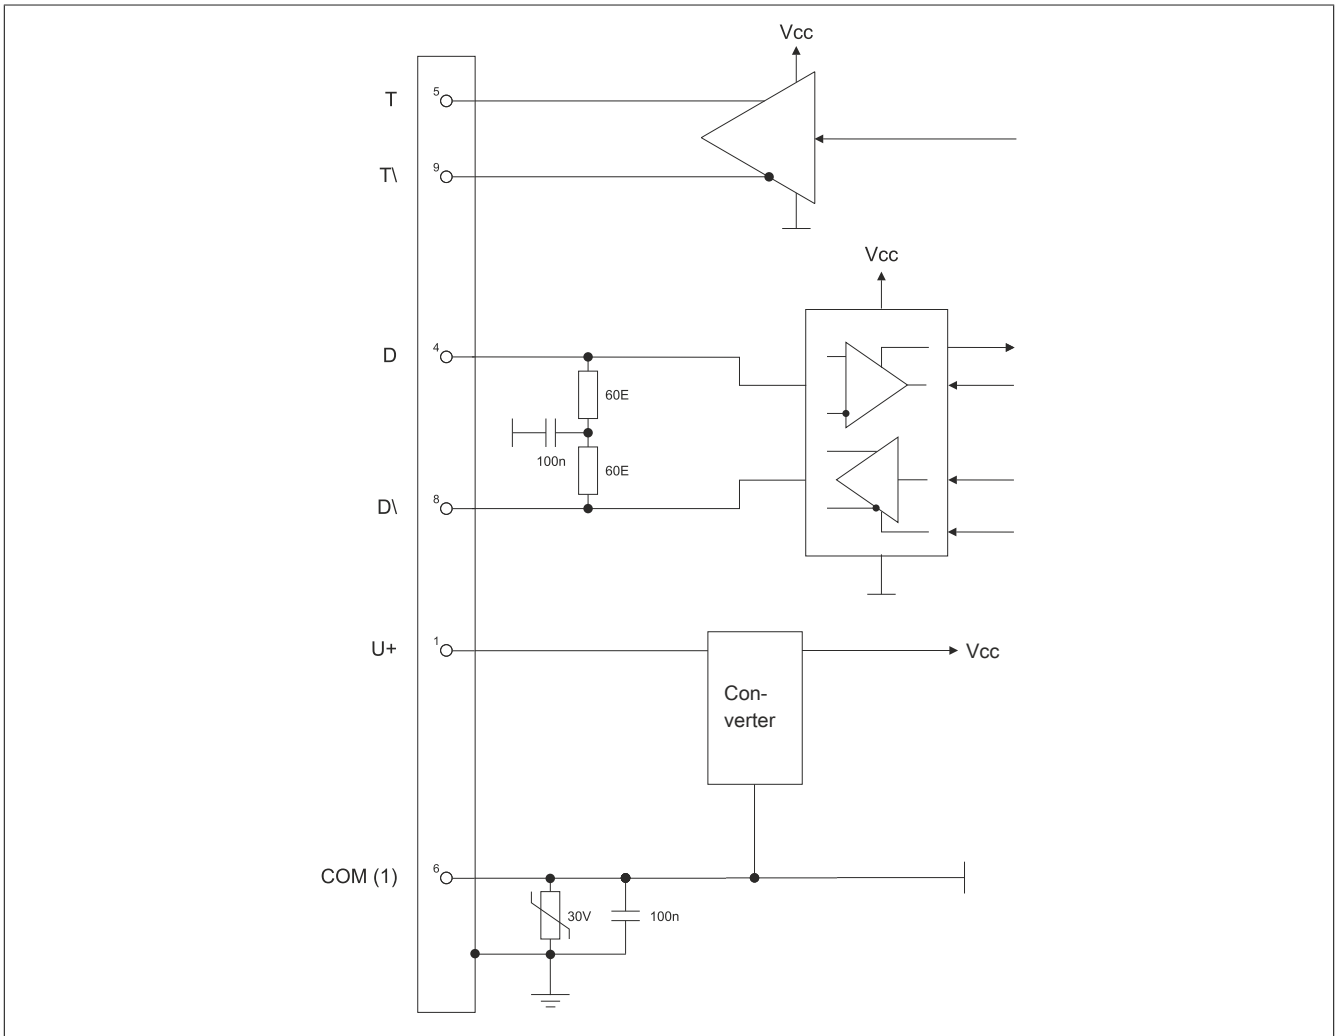 Vcc
T
5
T\
9
Vcc
D
4
60E
100n
60E
D\
8
U+
1
Vcc
Con-
verter
COM (1)
6
30V
100n